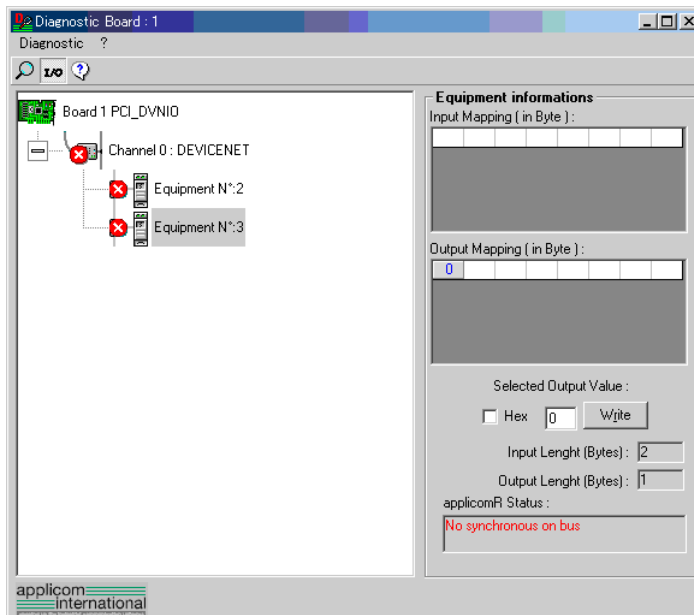 Diagnostic Board : 1
Diagnostic ?
I/O
Board 1 PCI_DVNIO
Channel 0 : DEVICENET
Equipment N°:2
Equipment N°:3
Equipment informations
Input Mapping ( in Byte ) :
Output Mapping ( in Byte ) :
0
Selected Output Value :
Hex 0 Write
Input Lenght (Bytes) : 2
Output Lenght (Bytes) : 1
applicomR Status :
No synchronous on bus
applicom
international